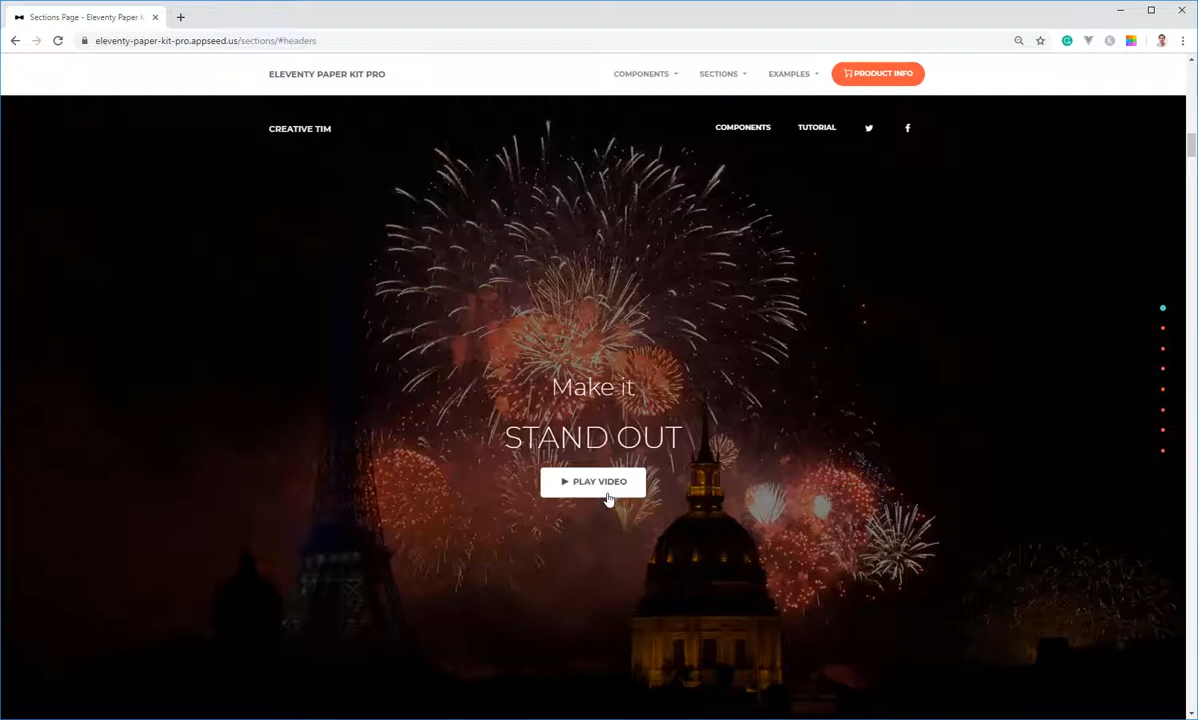 Sections Page - Eleventy Paper K
eleventy-paper-kit-pro.appseed.us/sections/#headers
ELEVENTY PAPER KIT PRO
COMPONENTS
SECTIONS
EXAMPLES
PRODUCT INFO
CREATIVE TIM
COMPONENTS
TUTORIAL
Make it
STAND OUT
PLAY VIDEO